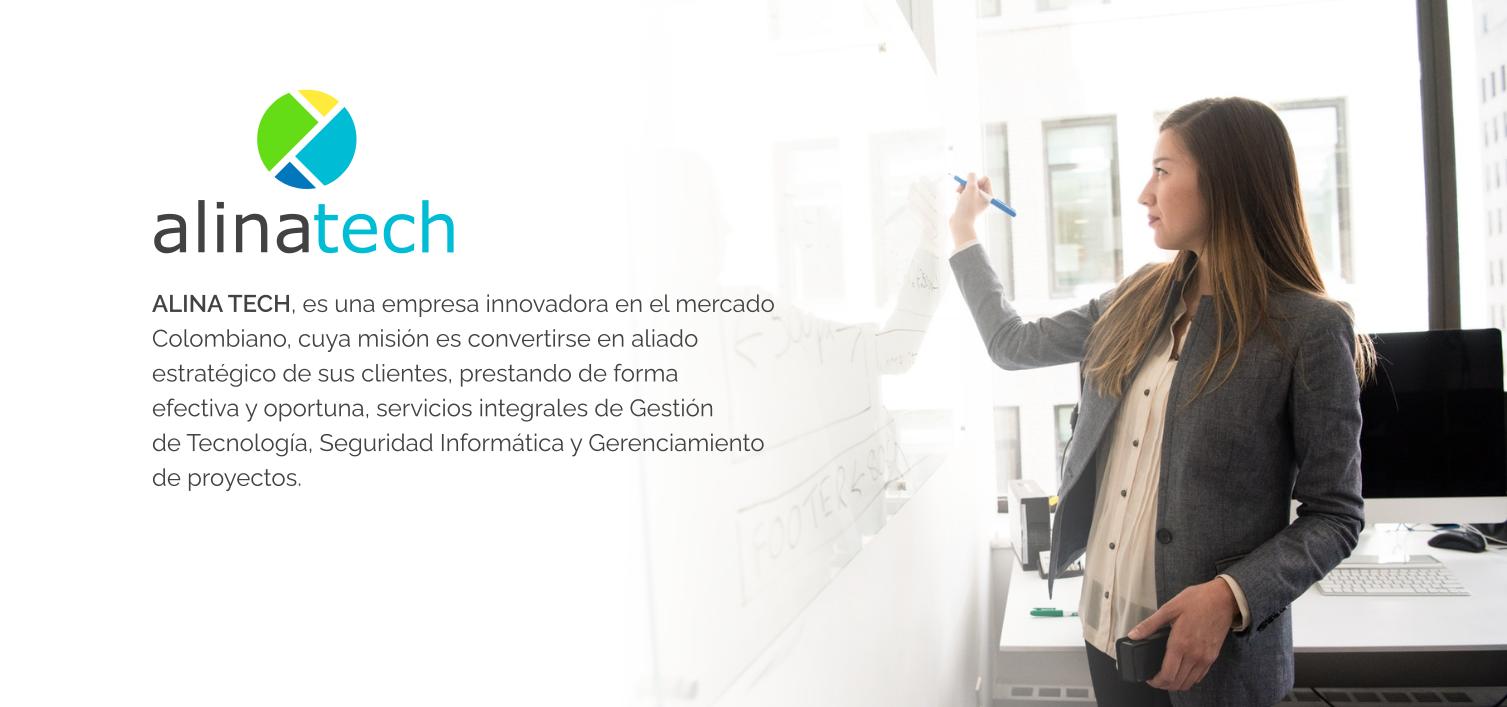 alinatech
ALINA TECH, es una empresa innovadora en el mercado
Colombiano, cuya misión es convertirse en aliado
estratégico de sus clientes, prestando de forma
efectiva y oportuna, servicios integrales de Gestión
de Tecnología, Seguridad Informática y Gerenciamiento
de proyectos.
FOOTER